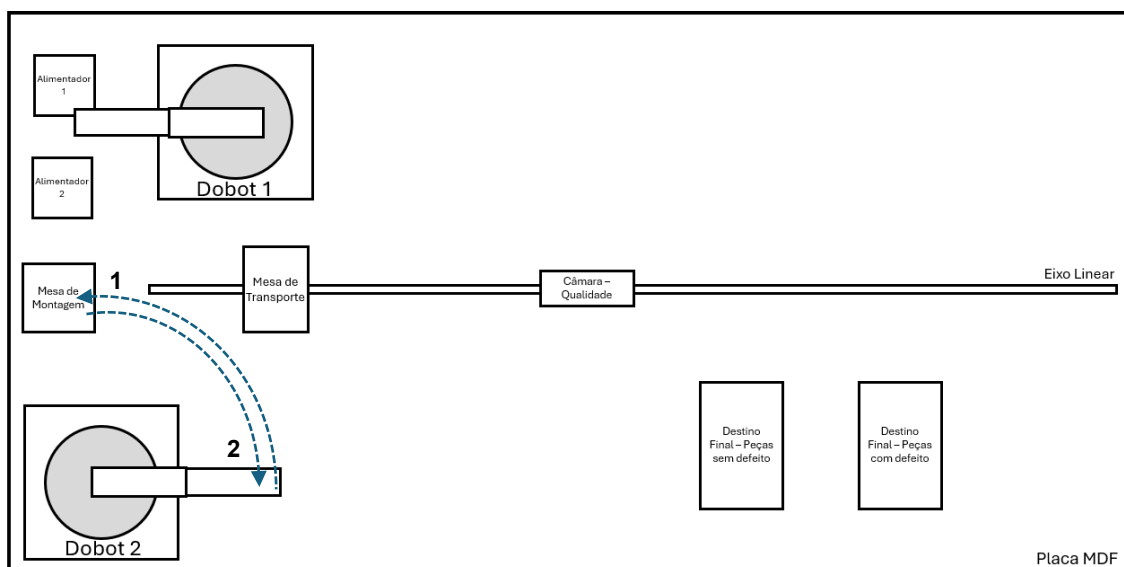 Alimentador
1
Dobot 1
Alimentador
2
Mesa de
Montagem
1
Mesa de
Transporte
Câmara –
Qualidade
Eixo Linear
2
Dobot 2
Destino
Final – Peças
sem defeito
Destino
Final – Peças
com defeito
Placa MDF